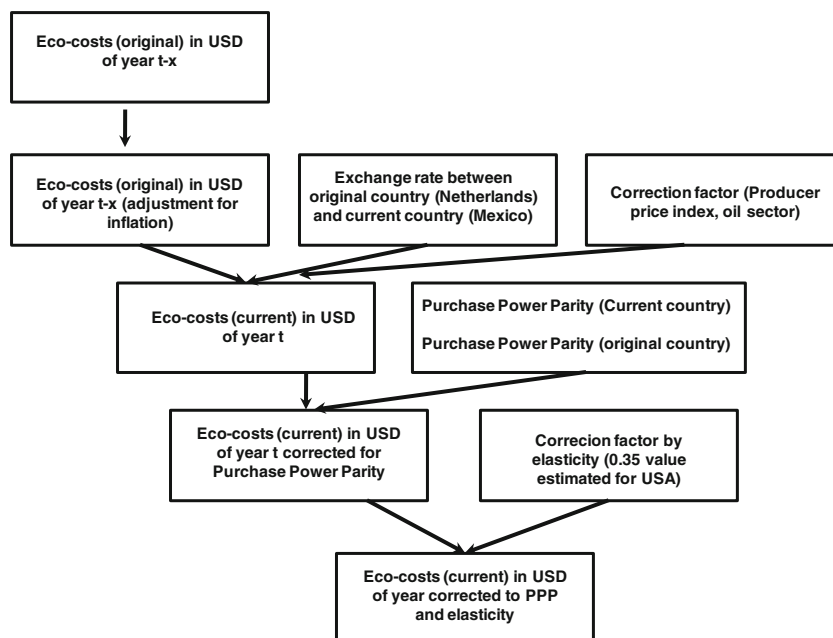 Eco-costs (original) in USD
of year t-x
Eco-costs (original) in USD
of year t-x (adjustment for
inflation)
Exchange rate between
original country (Netherlands)
and current country (Mexico)
Correction factor (Producer
price index, oil sector)
Eco-costs (current) in USD
of year t
Purchase Power Parity (Current country)
Purchase Power Parity (original country)
Eco-costs (current) in USD
of year t corrected for
Purchase Power Parity
Correcion factor by
elasticity (0.35 value
estimated for USA)
Eco-costs (current) in USD
of year corrected to PPP
and elasticity